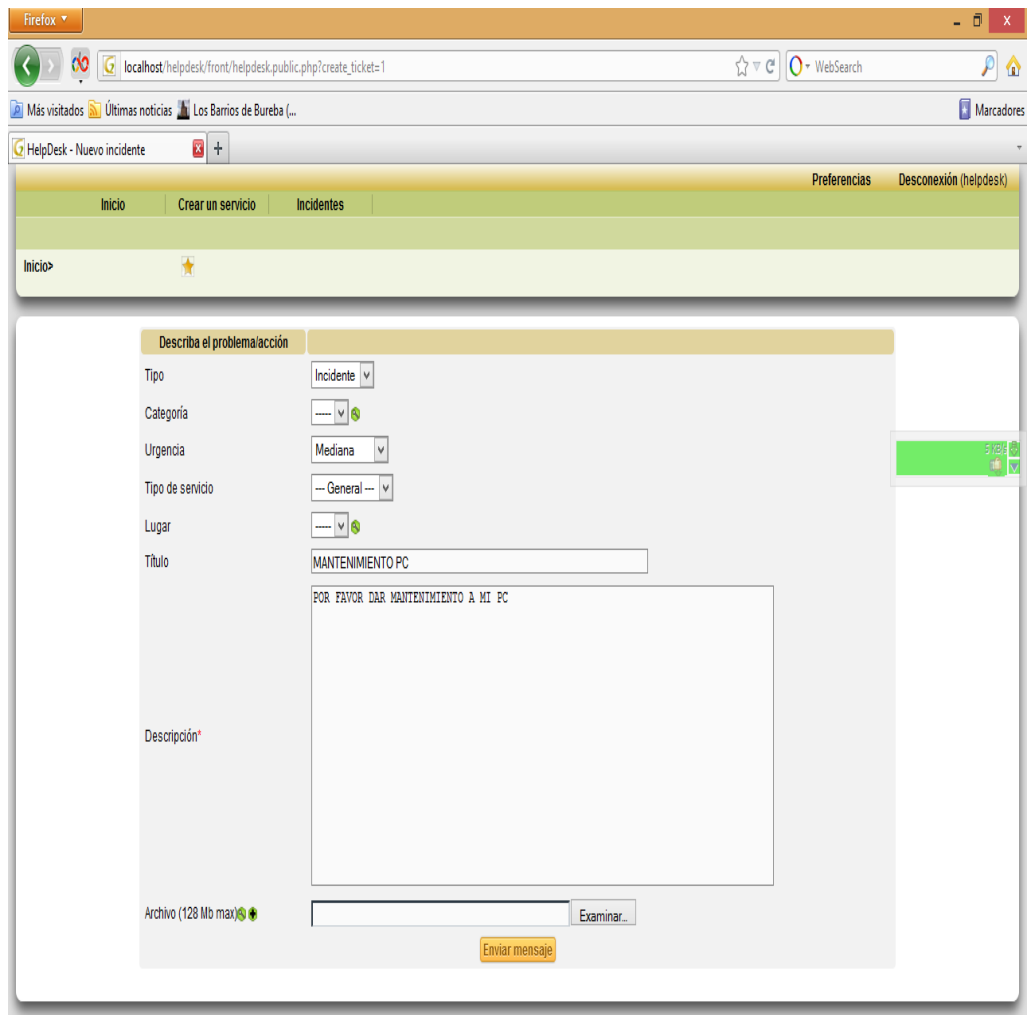 Firefox
localhost/helpdesk/front/helpdesk.public.php?create_ticket=1
WebSearch
Más visitados Últimas noticias Los Barrios de Bureba (...
Marcadores
HelpDesk - Nuevo incidente
Preferencias Desconexión (helpdesk)
Inicio Crear un servicio Incidentes
Inicio>
Describa el problema/acción
Tipo Incidente
Categoría -----
Urgencia Mediana
5 KB/s
Tipo de servicio --- General ---
Lugar -----
Título MANTENIMIENTO PC
POR FAVOR DAR MANTENIMIENTO A MI PC
Descripción*
Archivo (128 Mb max) Examinar...
Enviar mensaje